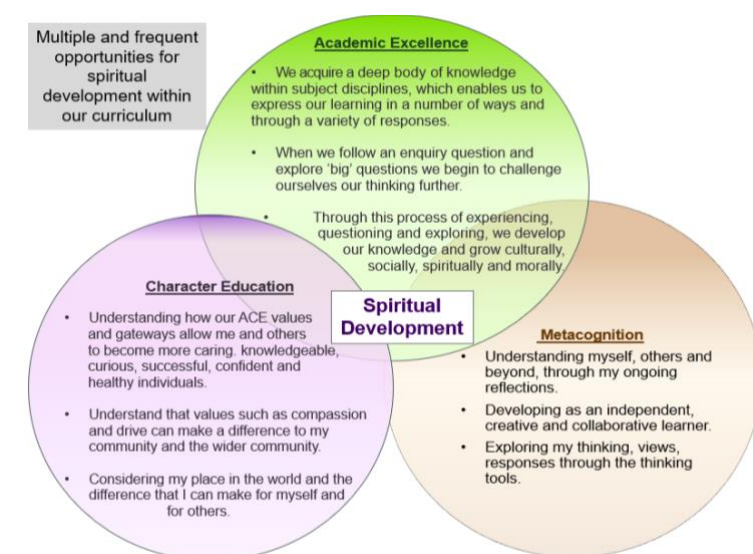 Multiple and frequent
opportunities for
spiritual
development within
our curriculum
Academic Excellence
• We acquire a deep body of knowledge
within subject disciplines, which enables us to
express our learning in a number of ways and
through a variety of responses.
• When we follow an enquiry question and
explore 'big' questions we begin to challenge
ourselves our thinking further.
• Through this process of experiencing,
questioning and exploring, we develop
our knowledge and grow culturally,
socially, spiritually and morally.
Character Education
• Understanding how our ACE values
and gateways allow me and others
to become more caring. knowledgeable,
curious, successful, confident and
healthy individuals.
• Understand that values such as compassion
and drive can make a difference to my
community and the wider community.
• Considering my place in the world and the
difference that I can make for myself and
for others.
Spiritual
Development
Metacognition
• Understanding myself, others and
beyond, through my ongoing
reflections.
• Developing as an independent,
creative and collaborative learner.
• Exploring my thinking, views,
responses through the thinking
tools.